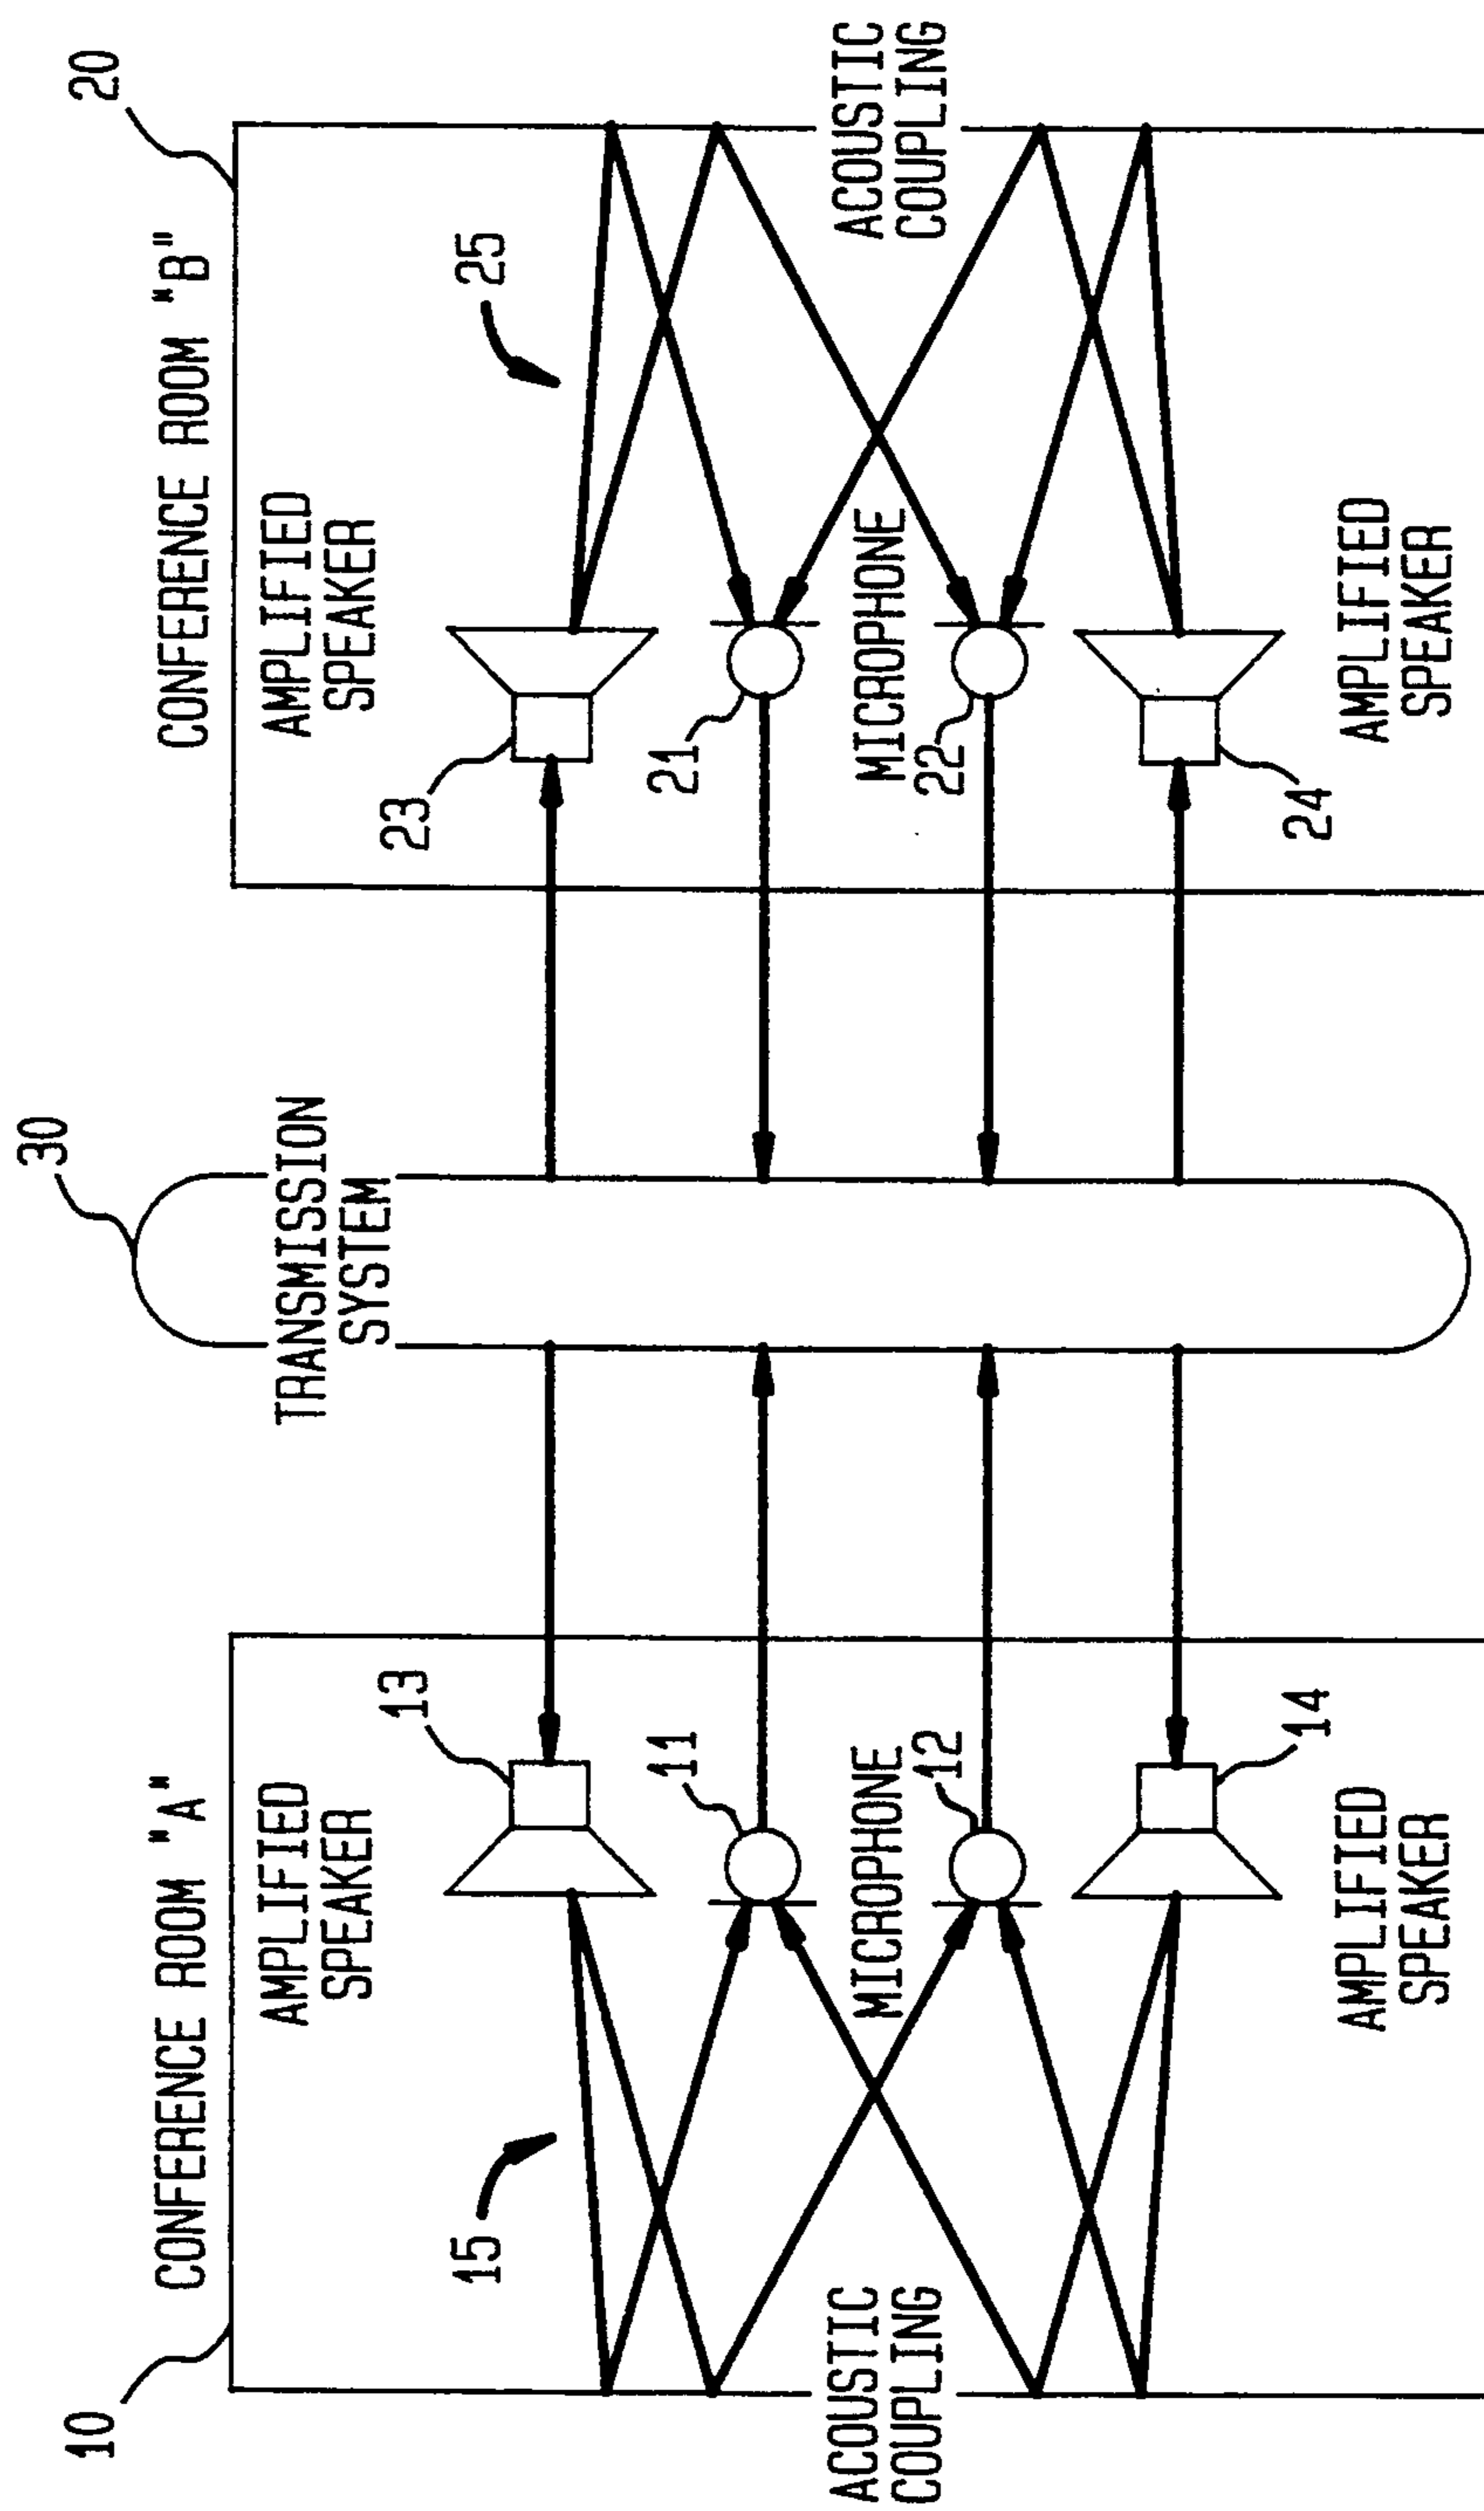 CONFERENCE ROOM "A"
10
AMPLIFIED
SPEAKER
13
15
11
MICROPHONE
12
ACOUSTIC
COUPLING
14
AMPLIFIED
SPEAKER
30
TRANSMISSION
SYSTEM
CONFERENCE ROOM "B"
20
AMPLIFIED
SPEAKER
23
25
21
MICROPHONE
22
ACOUSTIC
COUPLING
24
AMPLIFIED
SPEAKER